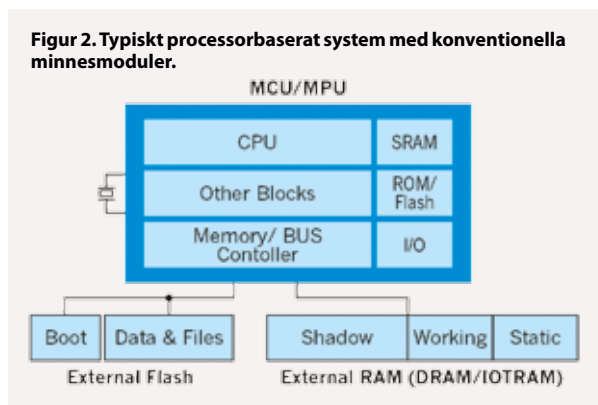 Figur 2. Typiskt processorbaserat system med konventionella
minnesmoduler.
MCU/MPU
CPU
SRAM
Other Blocks
ROM/
Flash
Memory/ BUS
Contoller
I/O
Boot
Data & Files
Shadow
Working
Static
External Flash
External RAM (DRAM/IOTRAM)